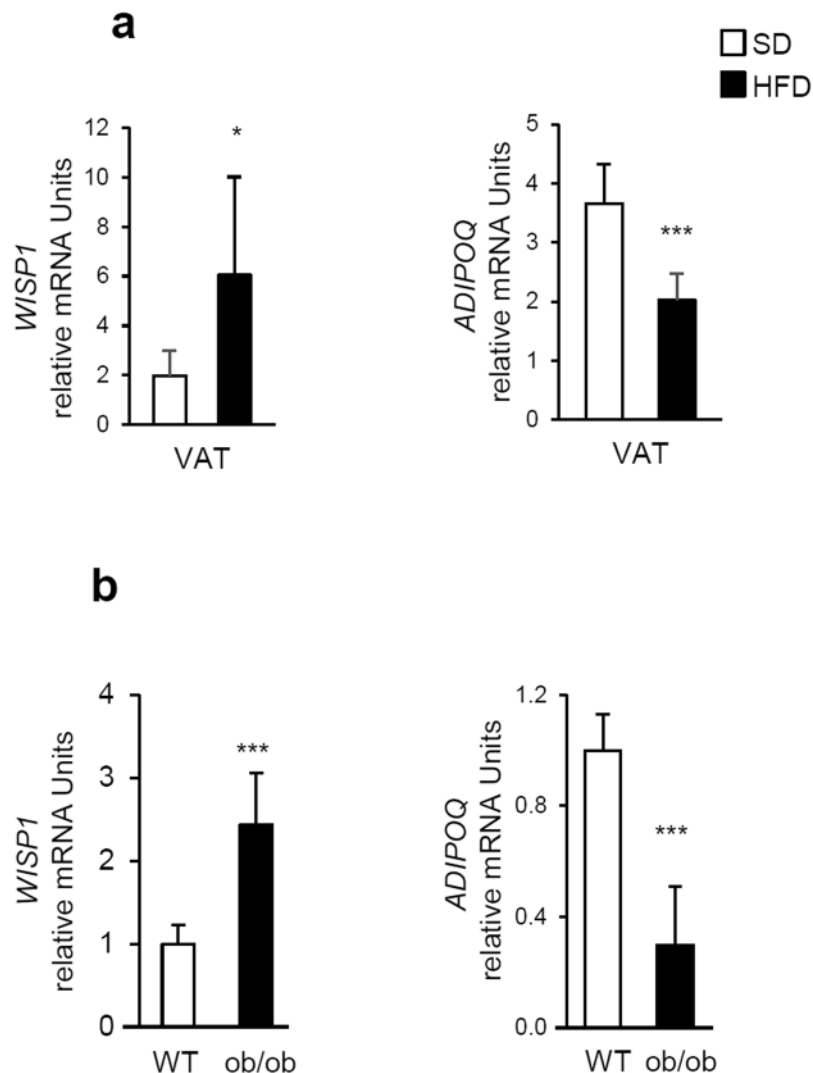 a
SD
HFD
WISP1
relative mRNA Units
12
10
8
6
4
2
0
*
VAT
ADIPOQ
relative mRNA Units
5
4
3
2
1
0
***
VAT
b
WISP1
relative mRNA Units
4
3
2
1
0
***
WT ob/ob
ADIPOQ
relative mRNA Units
1.2
0.8
0.4
0.0
***
WT ob/ob